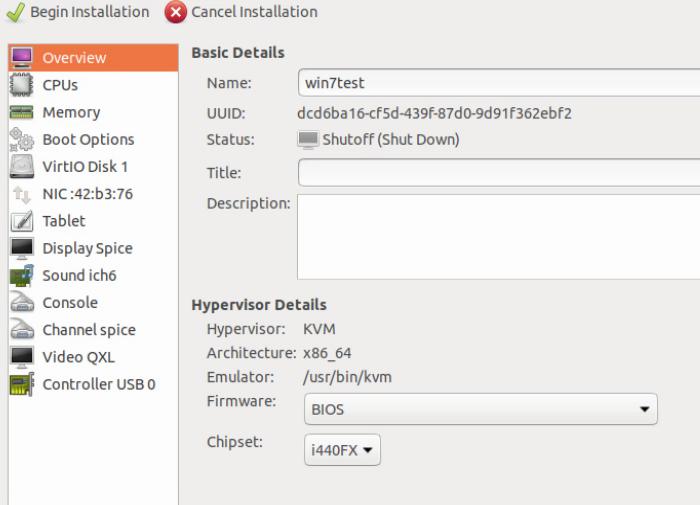 Begin Installation Cancel Installation
Overview
CPUs
Memory
Boot Options
VirtIO Disk 1
NIC :42:b3:76
Tablet
Display Spice
Sound ich6
Console
Channel spice
Video QXL
Controller USB 0
Basic Details
Name: win7test
UUID: dcd6ba16-cf5d-439f-87d0-9d91f362ebf2
Status: Shutoff (Shut Down)
Title:
Description:
Hypervisor Details
Hypervisor: KVM
Architecture: x86_64
Emulator: /usr/bin/kvm
Firmware: BIOS
Chipset: i440FX